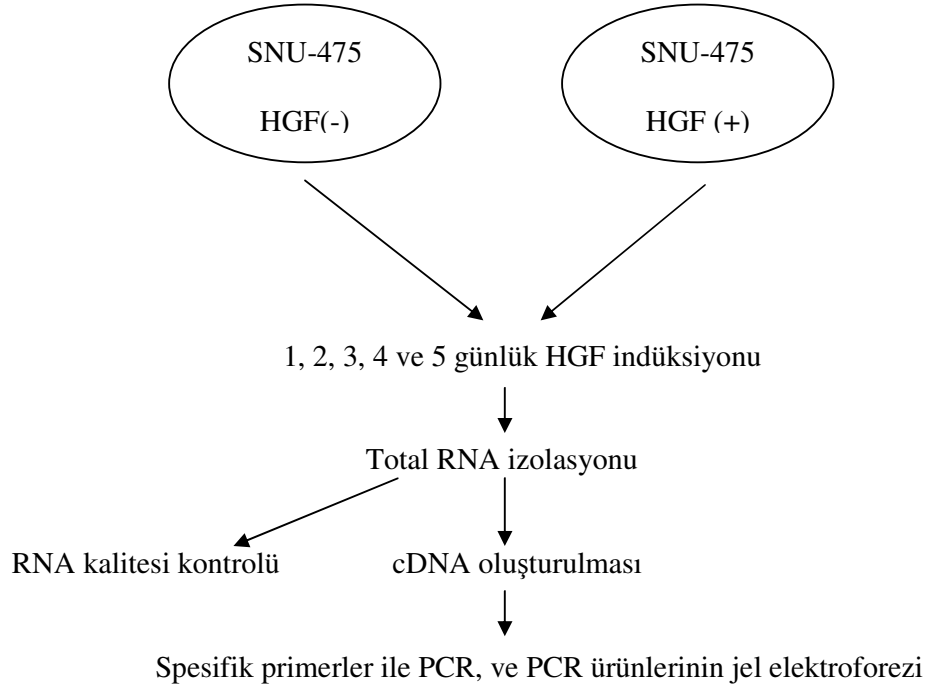 SNU-475
HGF(-)
SNU-475
HGF (+)
1, 2, 3, 4 ve 5 günlük HGF indüksiyonu
Total RNA izolasyonu
RNA kalitesi kontrolü
cDNA oluşturulması
Spesifik primerler ile PCR, ve PCR ürünlerinin jel elektroforezi